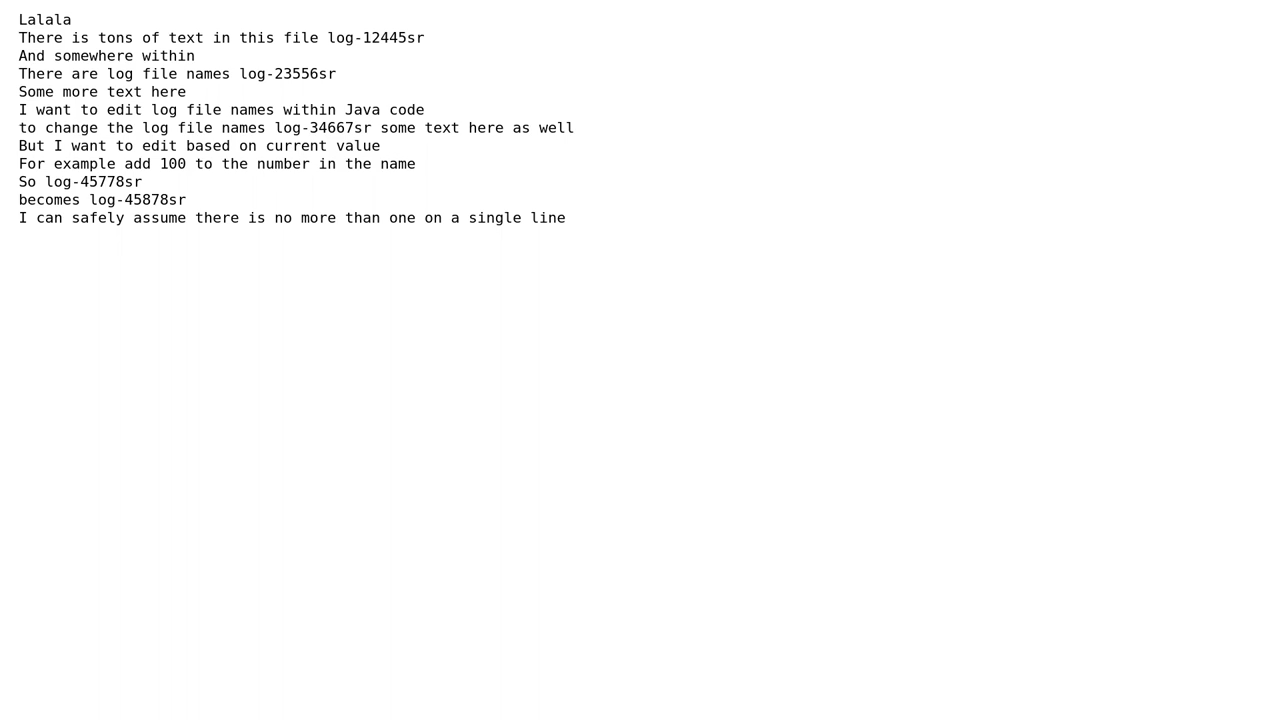 Lalala
There is tons of text in this file log-12445sr
And somewhere within
There are log file names log-23556sr
Some more text here
I want to edit log file names within Java code
to change the log file names log-34667sr some text here as well
But I want to edit based on current value
For example add 100 to the number in the name
So log-45778sr
becomes log-45878sr
I can safely assume there is no more than one on a single line